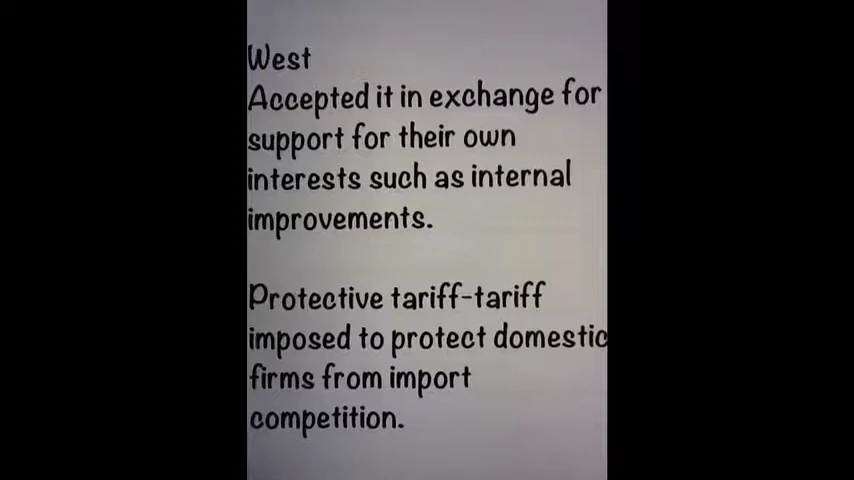 West
Accepted it in exchange for
support for their own
interests such as internal
improvements.
Protective tariff-tariff
imposed to protect domestic
firms from import
competition.